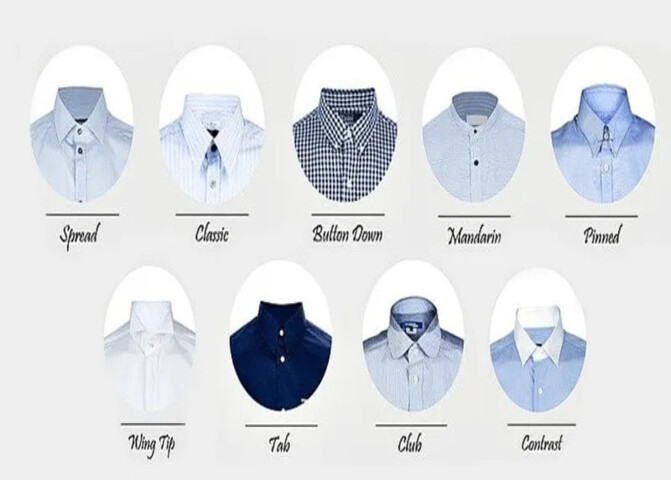 Spread
Classic
Button Down
Mandarin
Pinned
Wing Tip
Tab
Club
Contrast